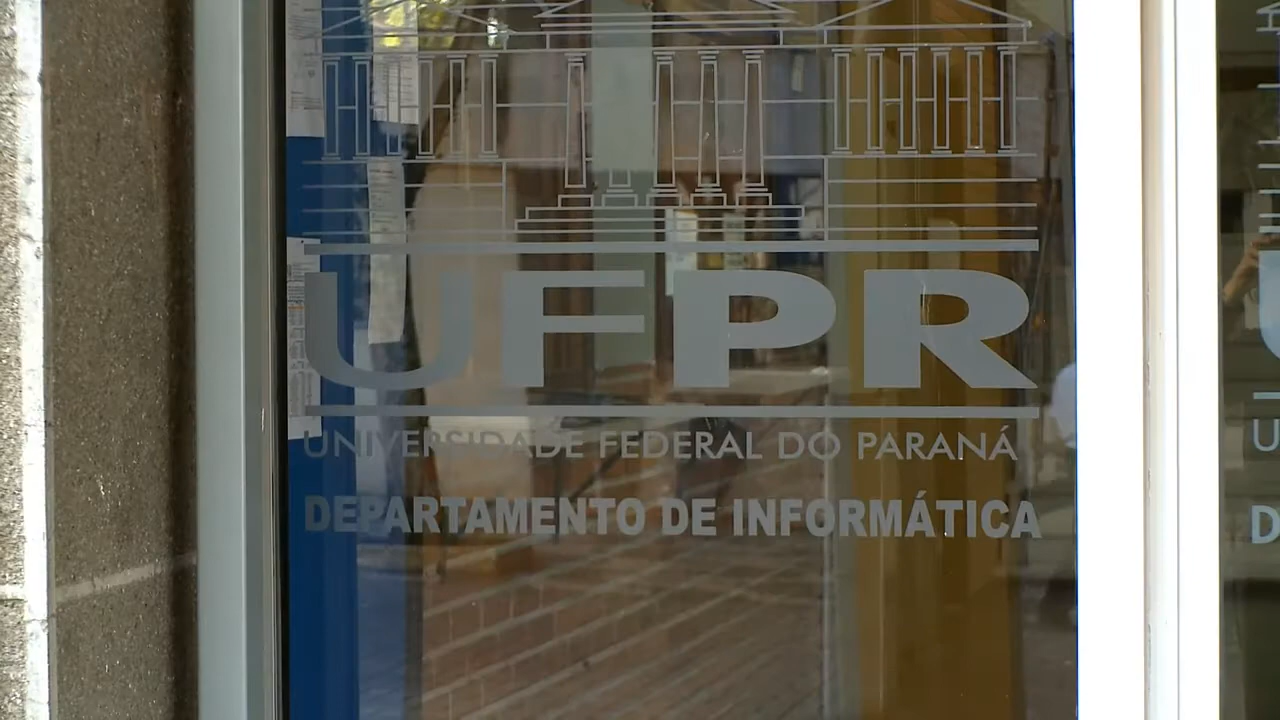 UFPR
UNIVERSIDADE FEDERAL DO PARANÁ
DEPARTAMENTO DE INFORMÁTICA
U
D